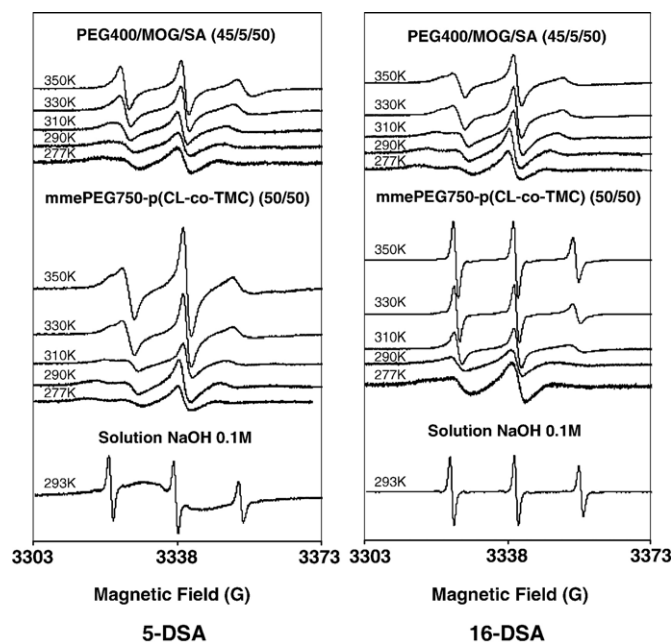 PEG400/MOG/SA (45/5/50)
350K
330K
310K
290K
277K
mmePEG750-p(CL-co-TMC) (50/50)
350K
330K
310K
290K
277K
Solution NaOH 0.1M
293K
3303
3338
3373
Magnetic Field (G)
5-DSA
PEG400/MOG/SA (45/5/50)
350K
330K
310K
290K
277K
mmePEG750-p(CL-co-TMC) (50/50)
350K
330K
310K
290K
277K
Solution NaOH 0.1M
293K
3303
3338
3373
Magnetic Field (G)
16-DSA